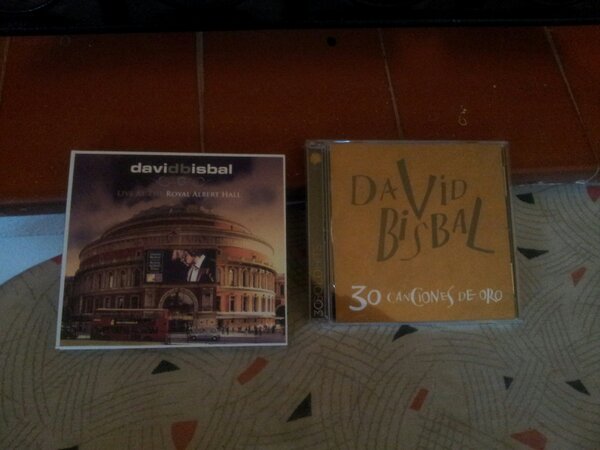 davidbisbal
LIVE AT THE ROYAL ALBERT HALL
DAVID
BISBAL
30 CANCIONES DE ORO